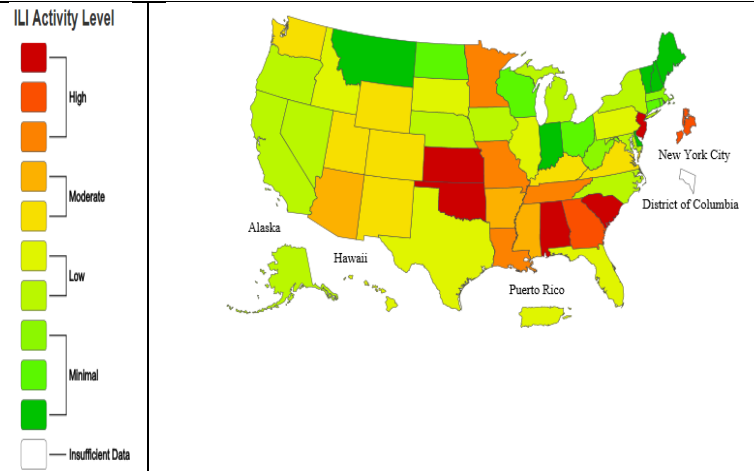 ILI Activity Level
High
Moderate
Low
Minimal
Insufficient Data
New York City
District of Columbia
Alaska
Hawaii
Puerto Rico